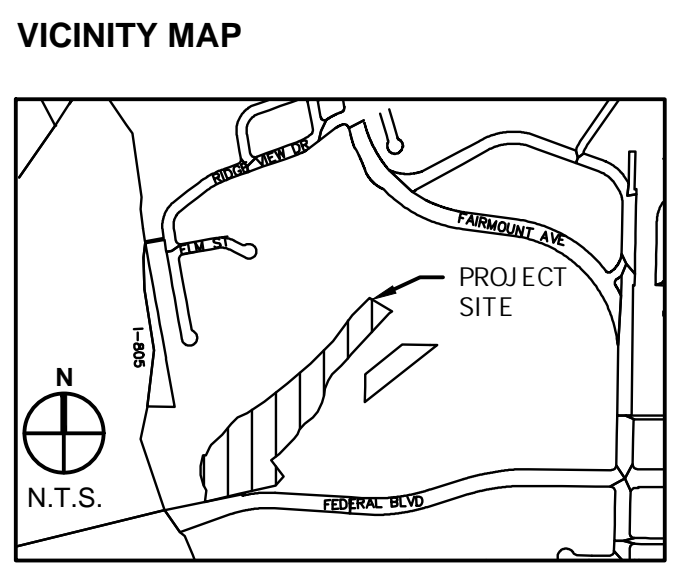 VICINITY MAP
RIDGE VIEW DR
FAIRMOUNT AVE
ELM ST
PROJECT
SITE
I-805
N
N.T.S.
FEDERAL BLVD